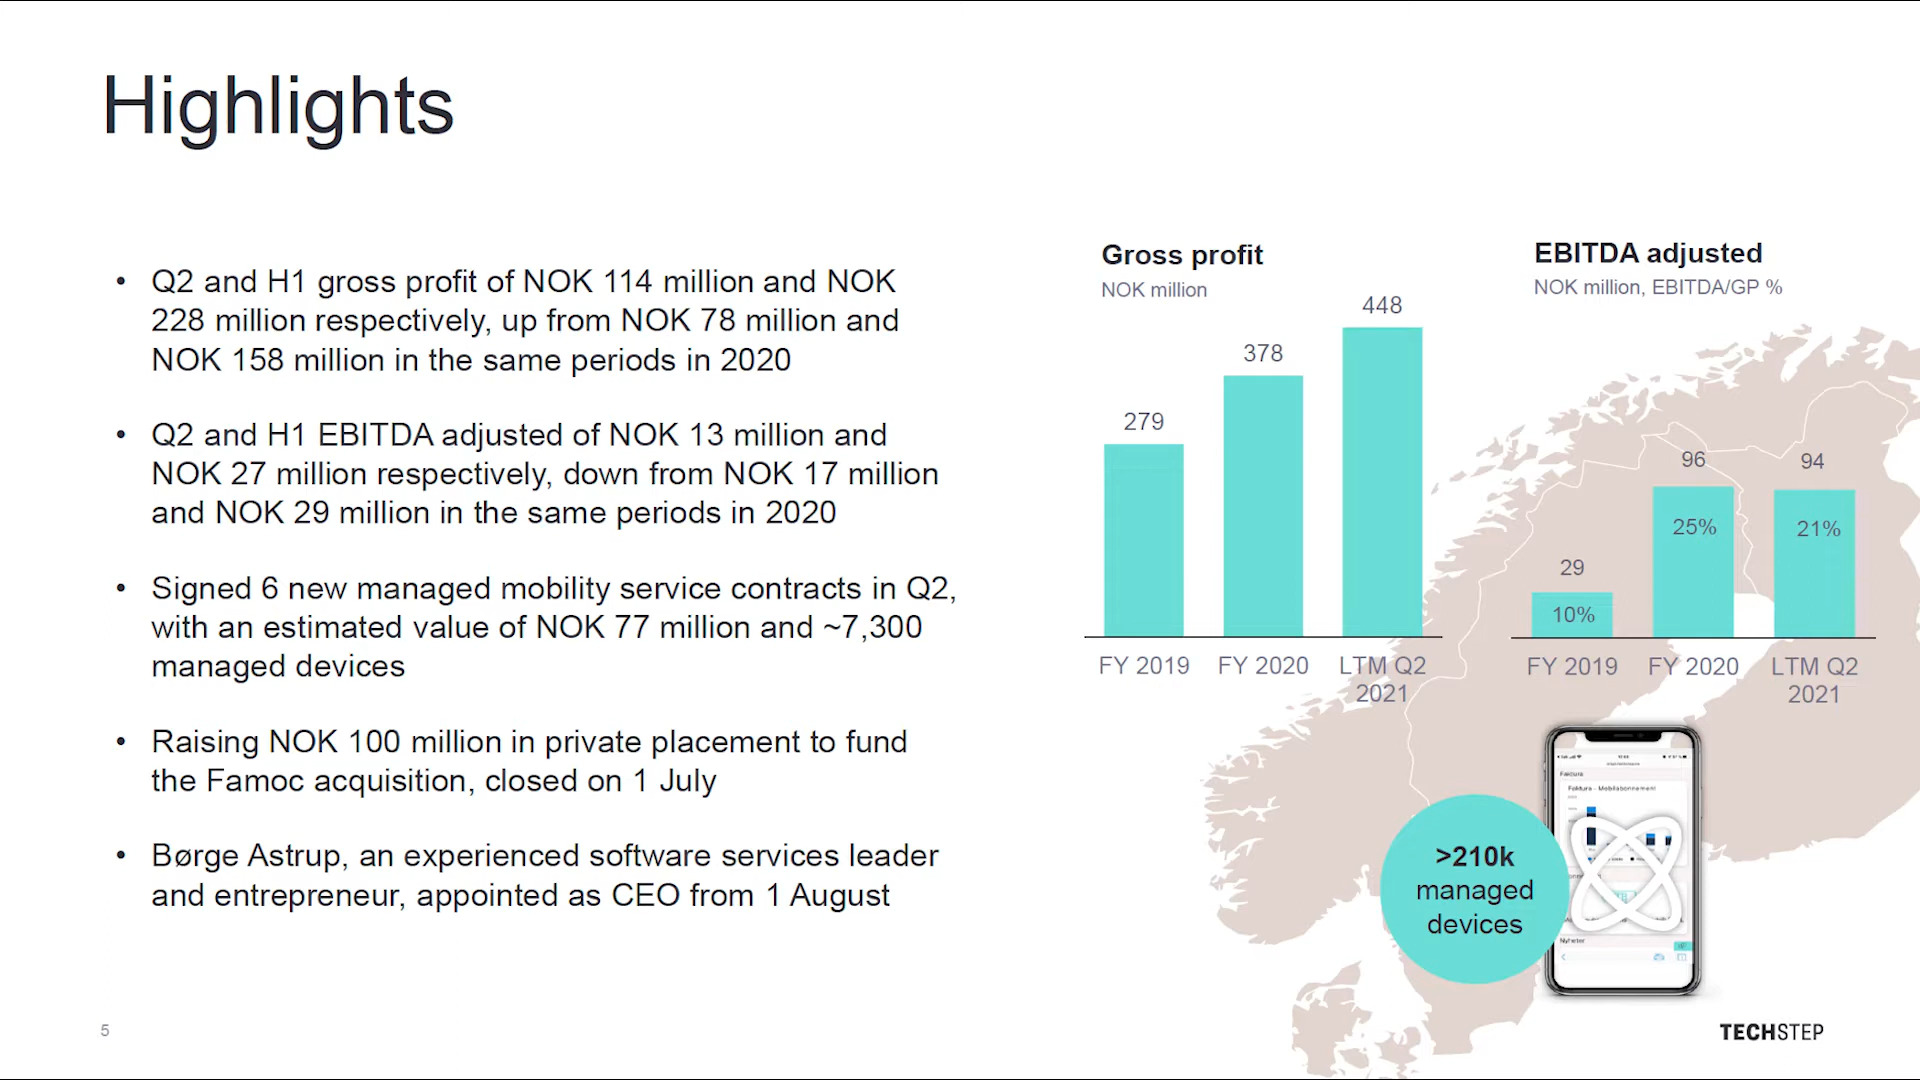 Highlights
• Q2 and H1 gross profit of NOK 114 million and NOK
228 million respectively, up from NOK 78 million and
NOK 158 million in the same periods in 2020
• Q2 and H1 EBITDA adjusted of NOK 13 million and
NOK 27 million respectively, down from NOK 17 million
and NOK 29 million in the same periods in 2020
• Signed 6 new managed mobility service contracts in Q2,
with an estimated value of NOK 77 million and ~7,300
managed devices
• Raising NOK 100 million in private placement to fund
the Famoc acquisition, closed on 1 July
• Børge Astrup, an experienced software services leader
and entrepreneur, appointed as CEO from 1 August
Gross profit
NOK million
448
378
279
FY 2019
FY 2020
LTM Q2
2021
EBITDA adjusted
NOK million, EBITDA/GP %
96
94
25%
21%
29
10%
FY 2019
FY 2020
LTM Q2
2021
Faktura
Faktura - Mobilabonnement
Nyheter
>210k
managed
devices
5
TECHSTEP